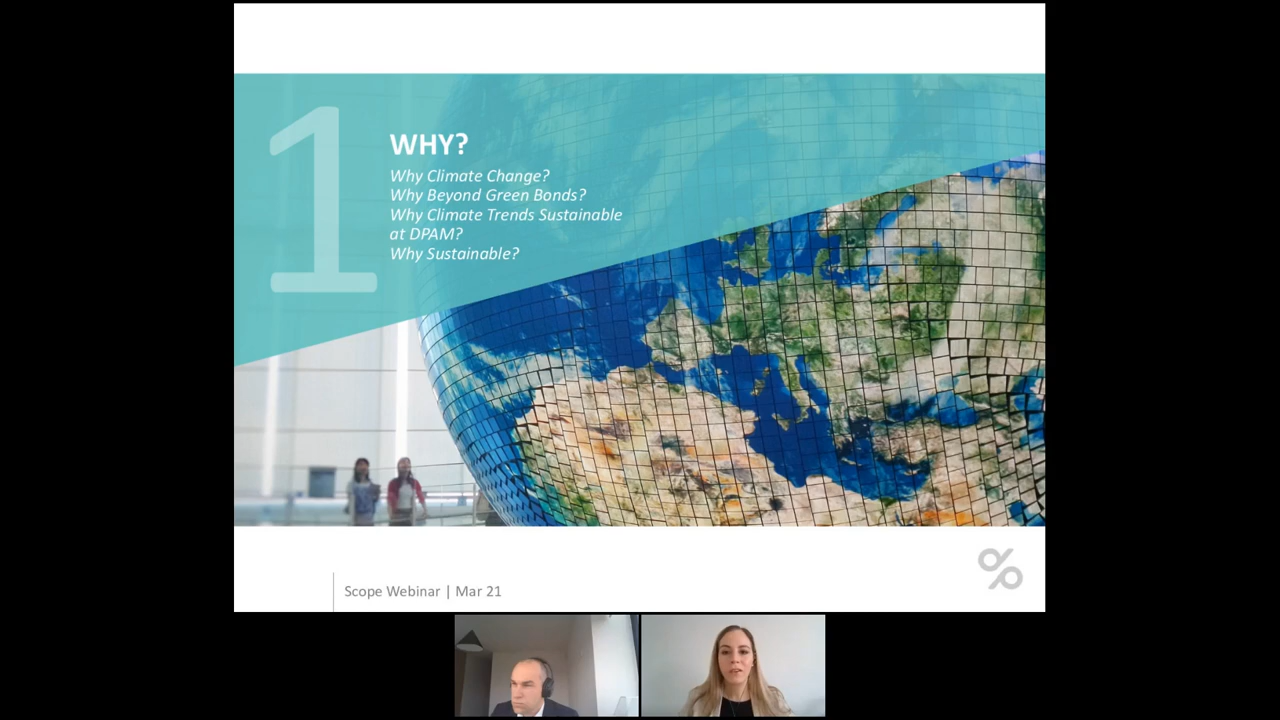 1
WHY?
Why Climate Change?
Why Beyond Green Bonds?
Why Climate Trends Sustainable
at DPAM?
Why Sustainable?
Scope Webinar | Mar 21